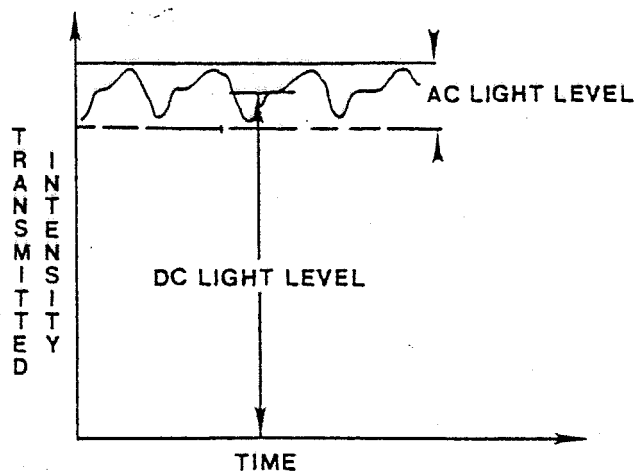 TRANSMITTED
INTENSITY
AC LIGHT LEVEL
DC LIGHT LEVEL
TIME